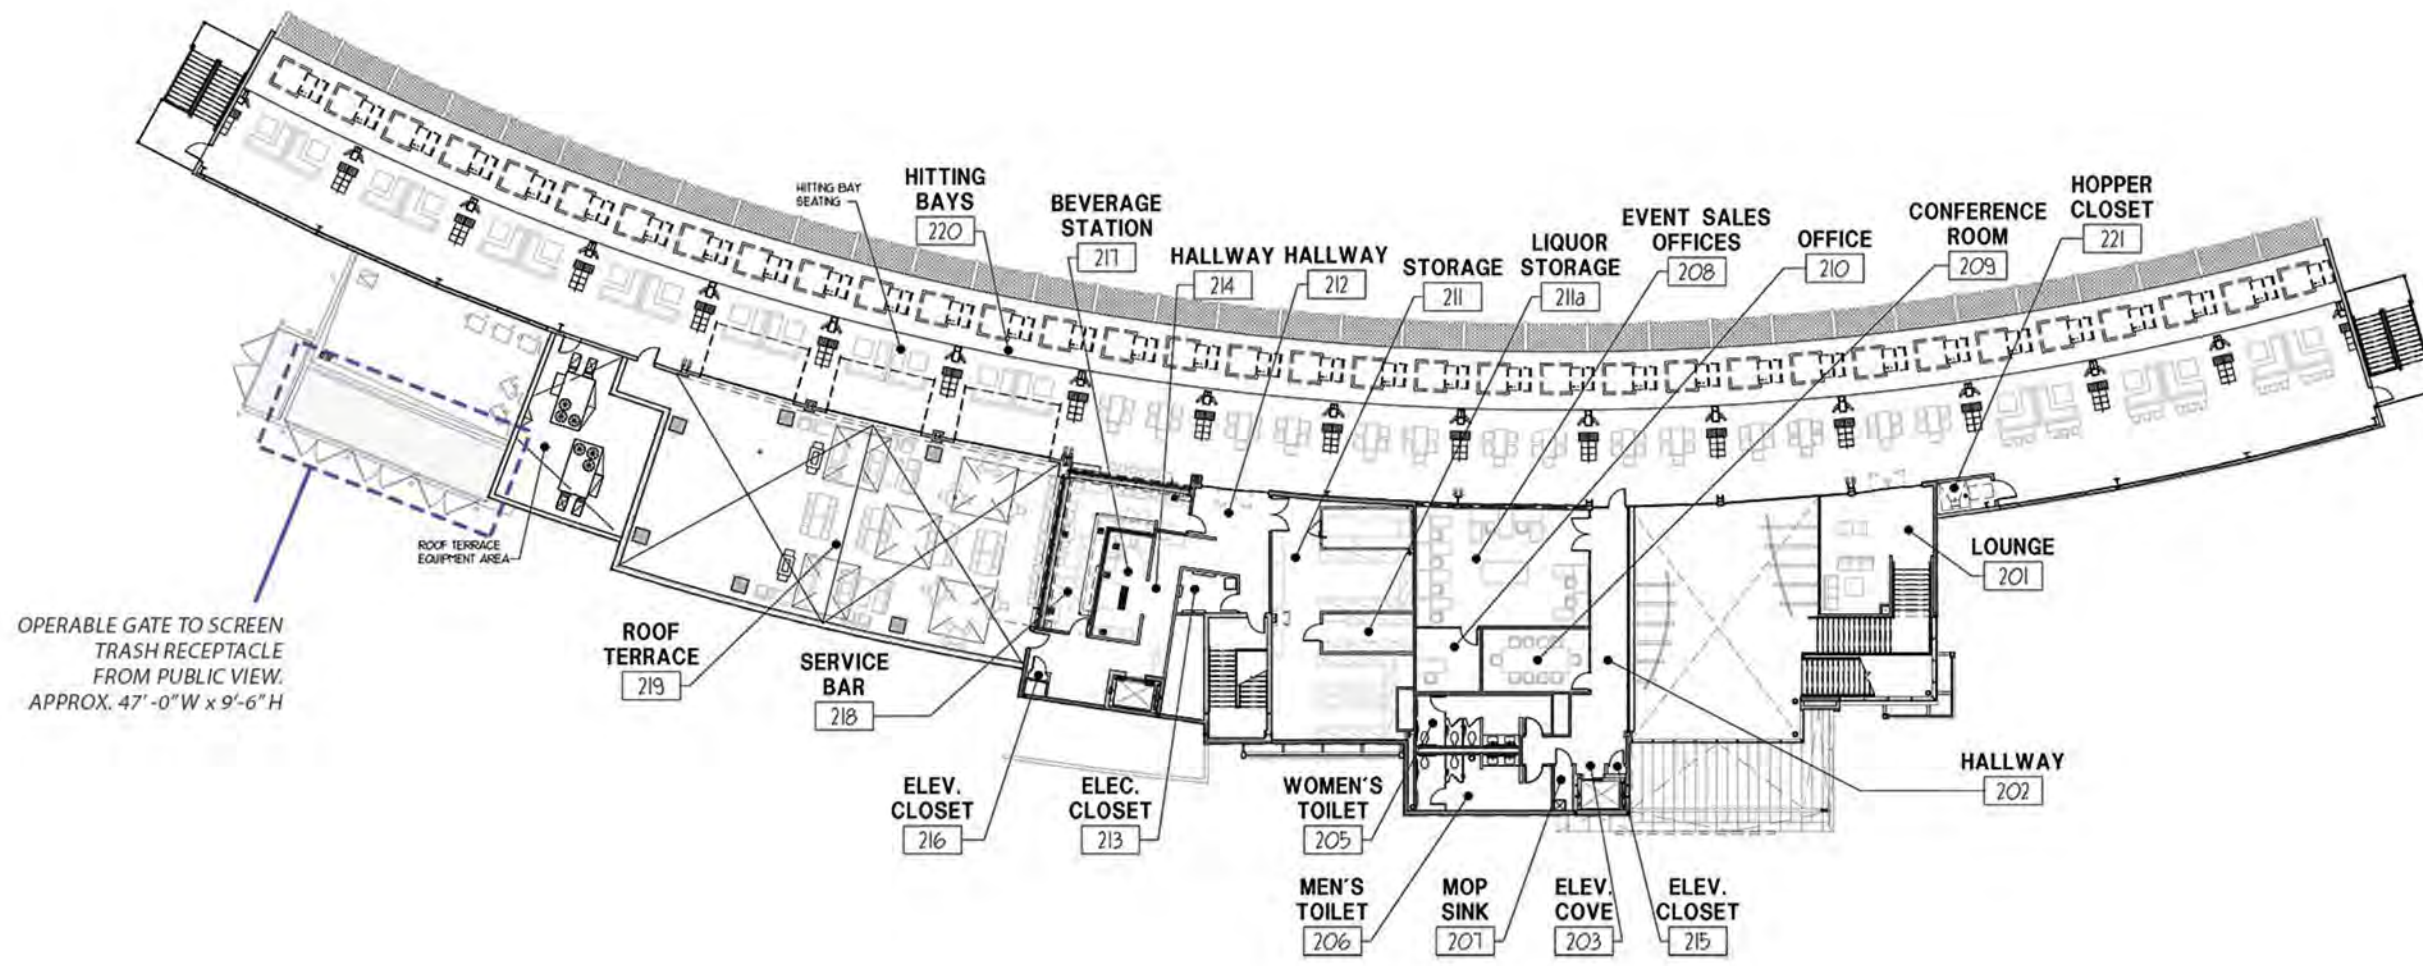 HITTING BAY
SEATING
HITTING
BAYS
220
BEVERAGE
STATION
217
HALLWAY
214
HALLWAY
212
STORAGE
211
LIQUOR
STORAGE
211a
EVENT SALES
OFFICES
208
OFFICE
210
CONFERENCE
ROOM
209
HOPPER
CLOSET
221
LOUNGE
201
ROOF TERRACE
EQUIPMENT AREA
OPERABLE GATE TO SCREEN
TRASH RECEPTACLE
FROM PUBLIC VIEW.
APPROX. 47'-0"W x 9'-6"H
ROOF
TERRACE
219
SERVICE
BAR
218
ELEV.
CLOSET
216
ELEC.
CLOSET
213
WOMEN'S
TOILET
205
HALLWAY
202
MEN'S
TOILET
206
MOP
SINK
207
ELEV.
COVE
203
ELEV.
CLOSET
215